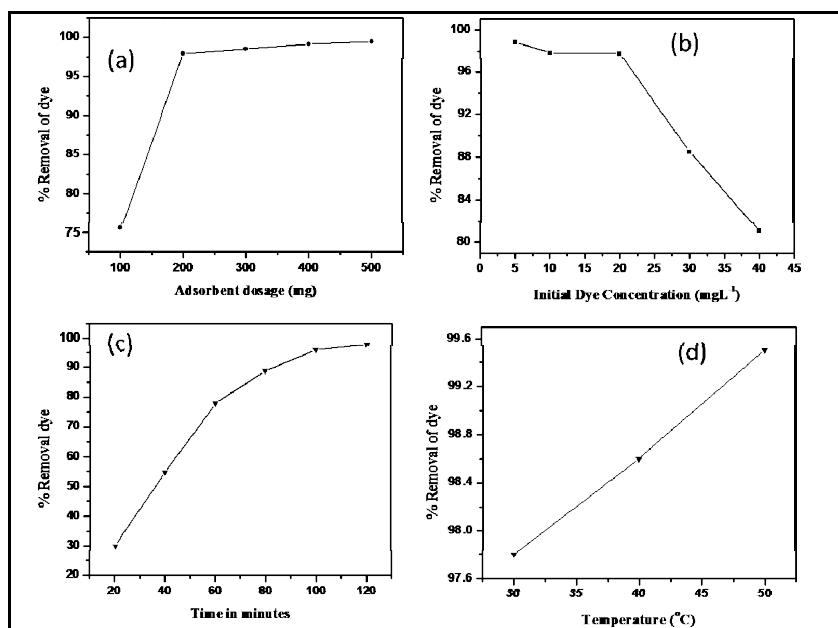 (a)
% Removal of dye
100
95
90
85
80
75
100 200 300 400 500
Adsorbent dosage (mg)
(b)
% Removal of dye
100
96
92
88
84
80
0 5 10 15 20 25 30 35 40 45
Initial Dye Concentration (mgL⁻¹)
(c)
% Removal of dye
100
90
80
70
60
50
40
30
20
20 40 60 80 100 120
Time in minutes
(d)
% Removal of dye
99.6
99.2
98.8
98.4
98.0
97.6
30 35 40 45 50
Temperature (°C)